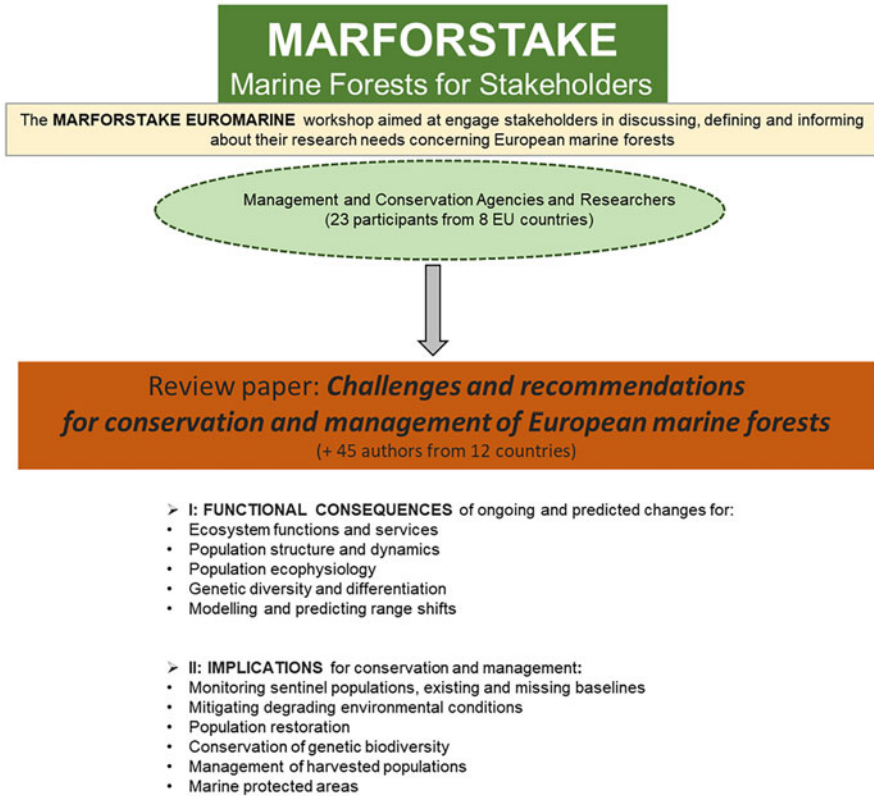 MARFORSTAKE
Marine Forests for Stakeholders
The MARFORSTAKE EUROMARINE workshop aimed at engage stakeholders in discussing, defining and informing
about their research needs concerning European marine forests
Management and Conservation Agencies and Researchers
(23 participants from 8 EU countries)
Review paper: Challenges and recommendations
for conservation and management of European marine forests
(+ 45 authors from 12 countries)
➢ I: FUNCTIONAL CONSEQUENCES of ongoing and predicted changes for:
• Ecosystem functions and services
• Population structure and dynamics
• Population ecophysiology
• Genetic diversity and differentiation
• Modelling and predicting range shifts
➢ II: IMPLICATIONS for conservation and management:
• Monitoring sentinel populations, existing and missing baselines
• Mitigating degrading environmental conditions
• Population restoration
• Conservation of genetic biodiversity
• Management of harvested populations
• Marine protected areas